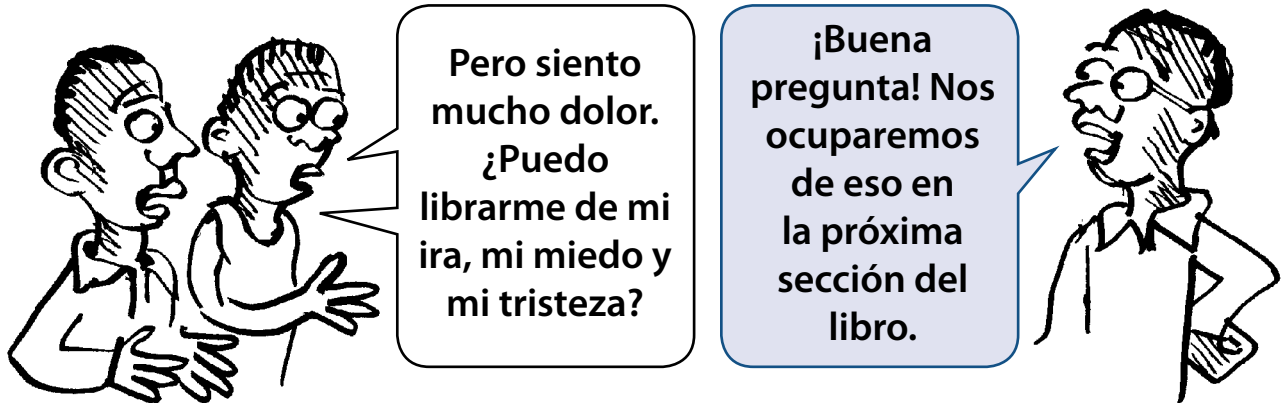 Pero siento
mucho dolor.
¿Puedo
librarme de mi
ira, mi miedo y
mi tristeza?
¡Buena
pregunta! Nos
ocuparemos
de eso en
la próxima
sección del
libro.